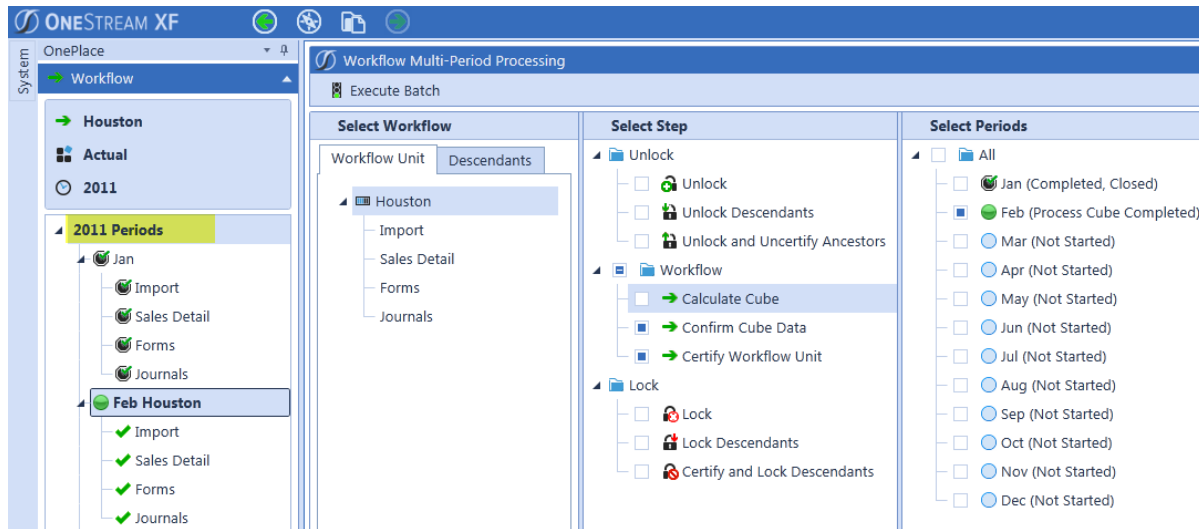 ONESTREAM XF
System
OnePlace
Workflow
Houston
Actual
2011
2011 Periods
Jan
Import
Sales Detail
Forms
Journals
Feb Houston
Import
Sales Detail
Forms
Journals
Workflow Multi-Period Processing
Execute Batch
Select Workflow
Workflow Unit Descendants
Houston
Import
Sales Detail
Forms
Journals
Select Step
Unlock
Unlock
Unlock Descendants
Unlock and Uncertify Ancestors
Workflow
Calculate Cube
Confirm Cube Data
Certify Workflow Unit
Lock
Lock
Lock Descendants
Certify and Lock Descendants
Select Periods
All
Jan (Completed, Closed)
Feb (Process Cube Completed)
Mar (Not Started)
Apr (Not Started)
May (Not Started)
Jun (Not Started)
Jul (Not Started)
Aug (Not Started)
Sep (Not Started)
Oct (Not Started)
Nov (Not Started)
Dec (Not Started)